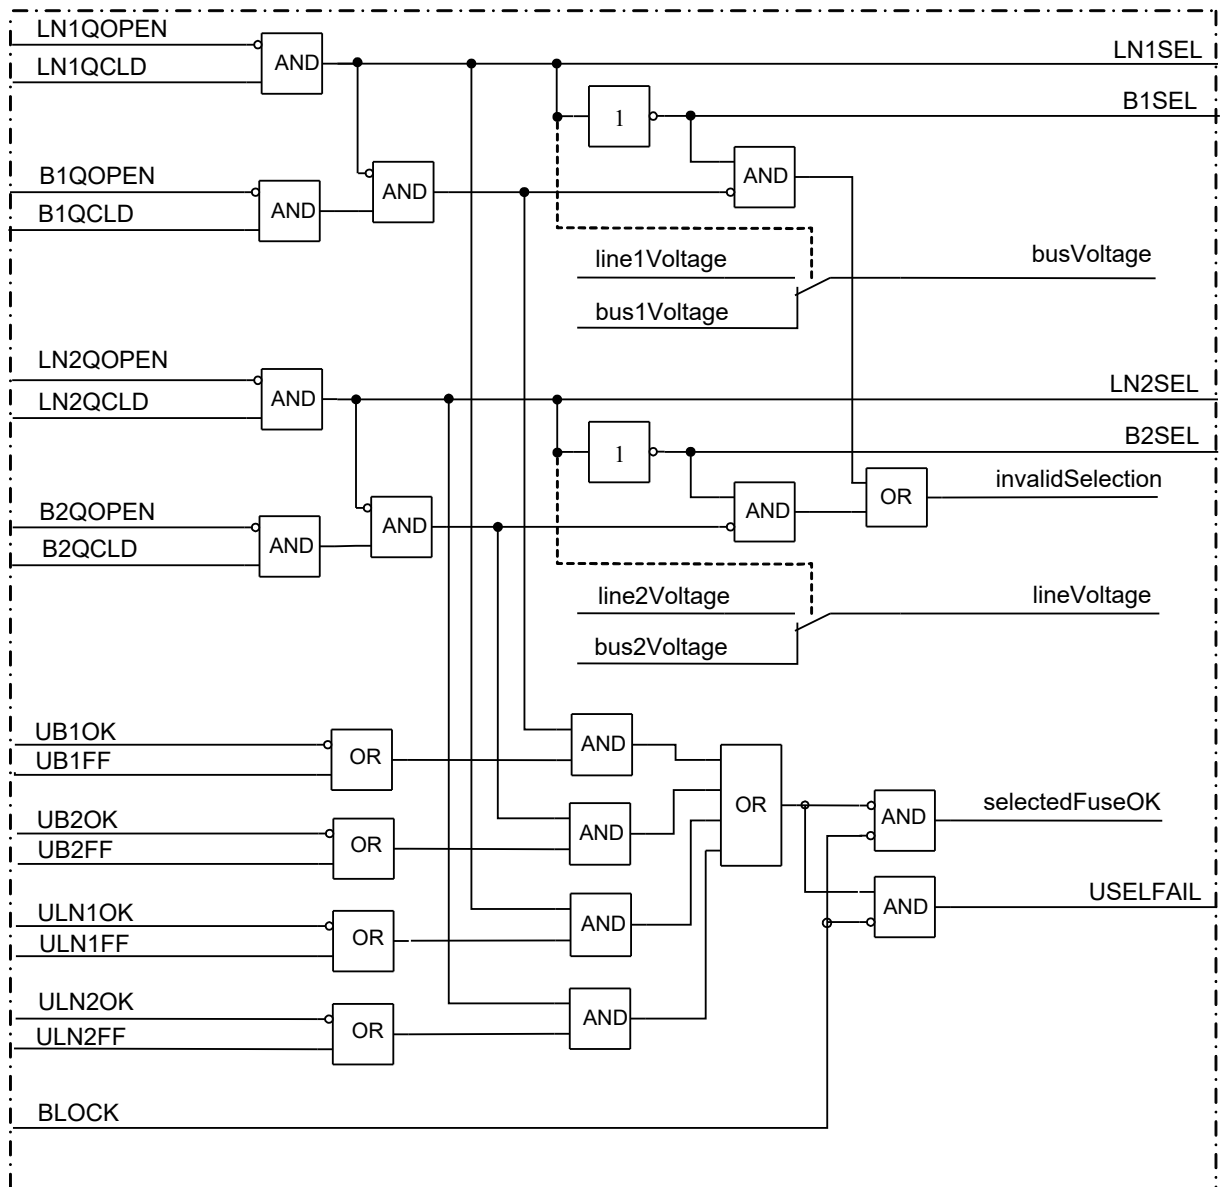 LN1QOPEN
LN1QCLD
AND
LN1SEL
B1SEL
1
B1QOPEN
B1QCLD
AND
AND
AND
line1Voltage
busVoltage
bus1Voltage
LN2QOPEN
LN2QCLD
AND
LN2SEL
B2SEL
1
invalidSelection
OR
B2QOPEN
B2QCLD
AND
AND
AND
line2Voltage
lineVoltage
bus2Voltage
UB1OK
UB1FF
OR
AND
UB2OK
UB2FF
OR
AND
OR
AND
selectedFuseOK
ULN1OK
ULN1FF
OR
AND
AND
USELFAIL
ULN2OK
ULN2FF
OR
AND
BLOCK